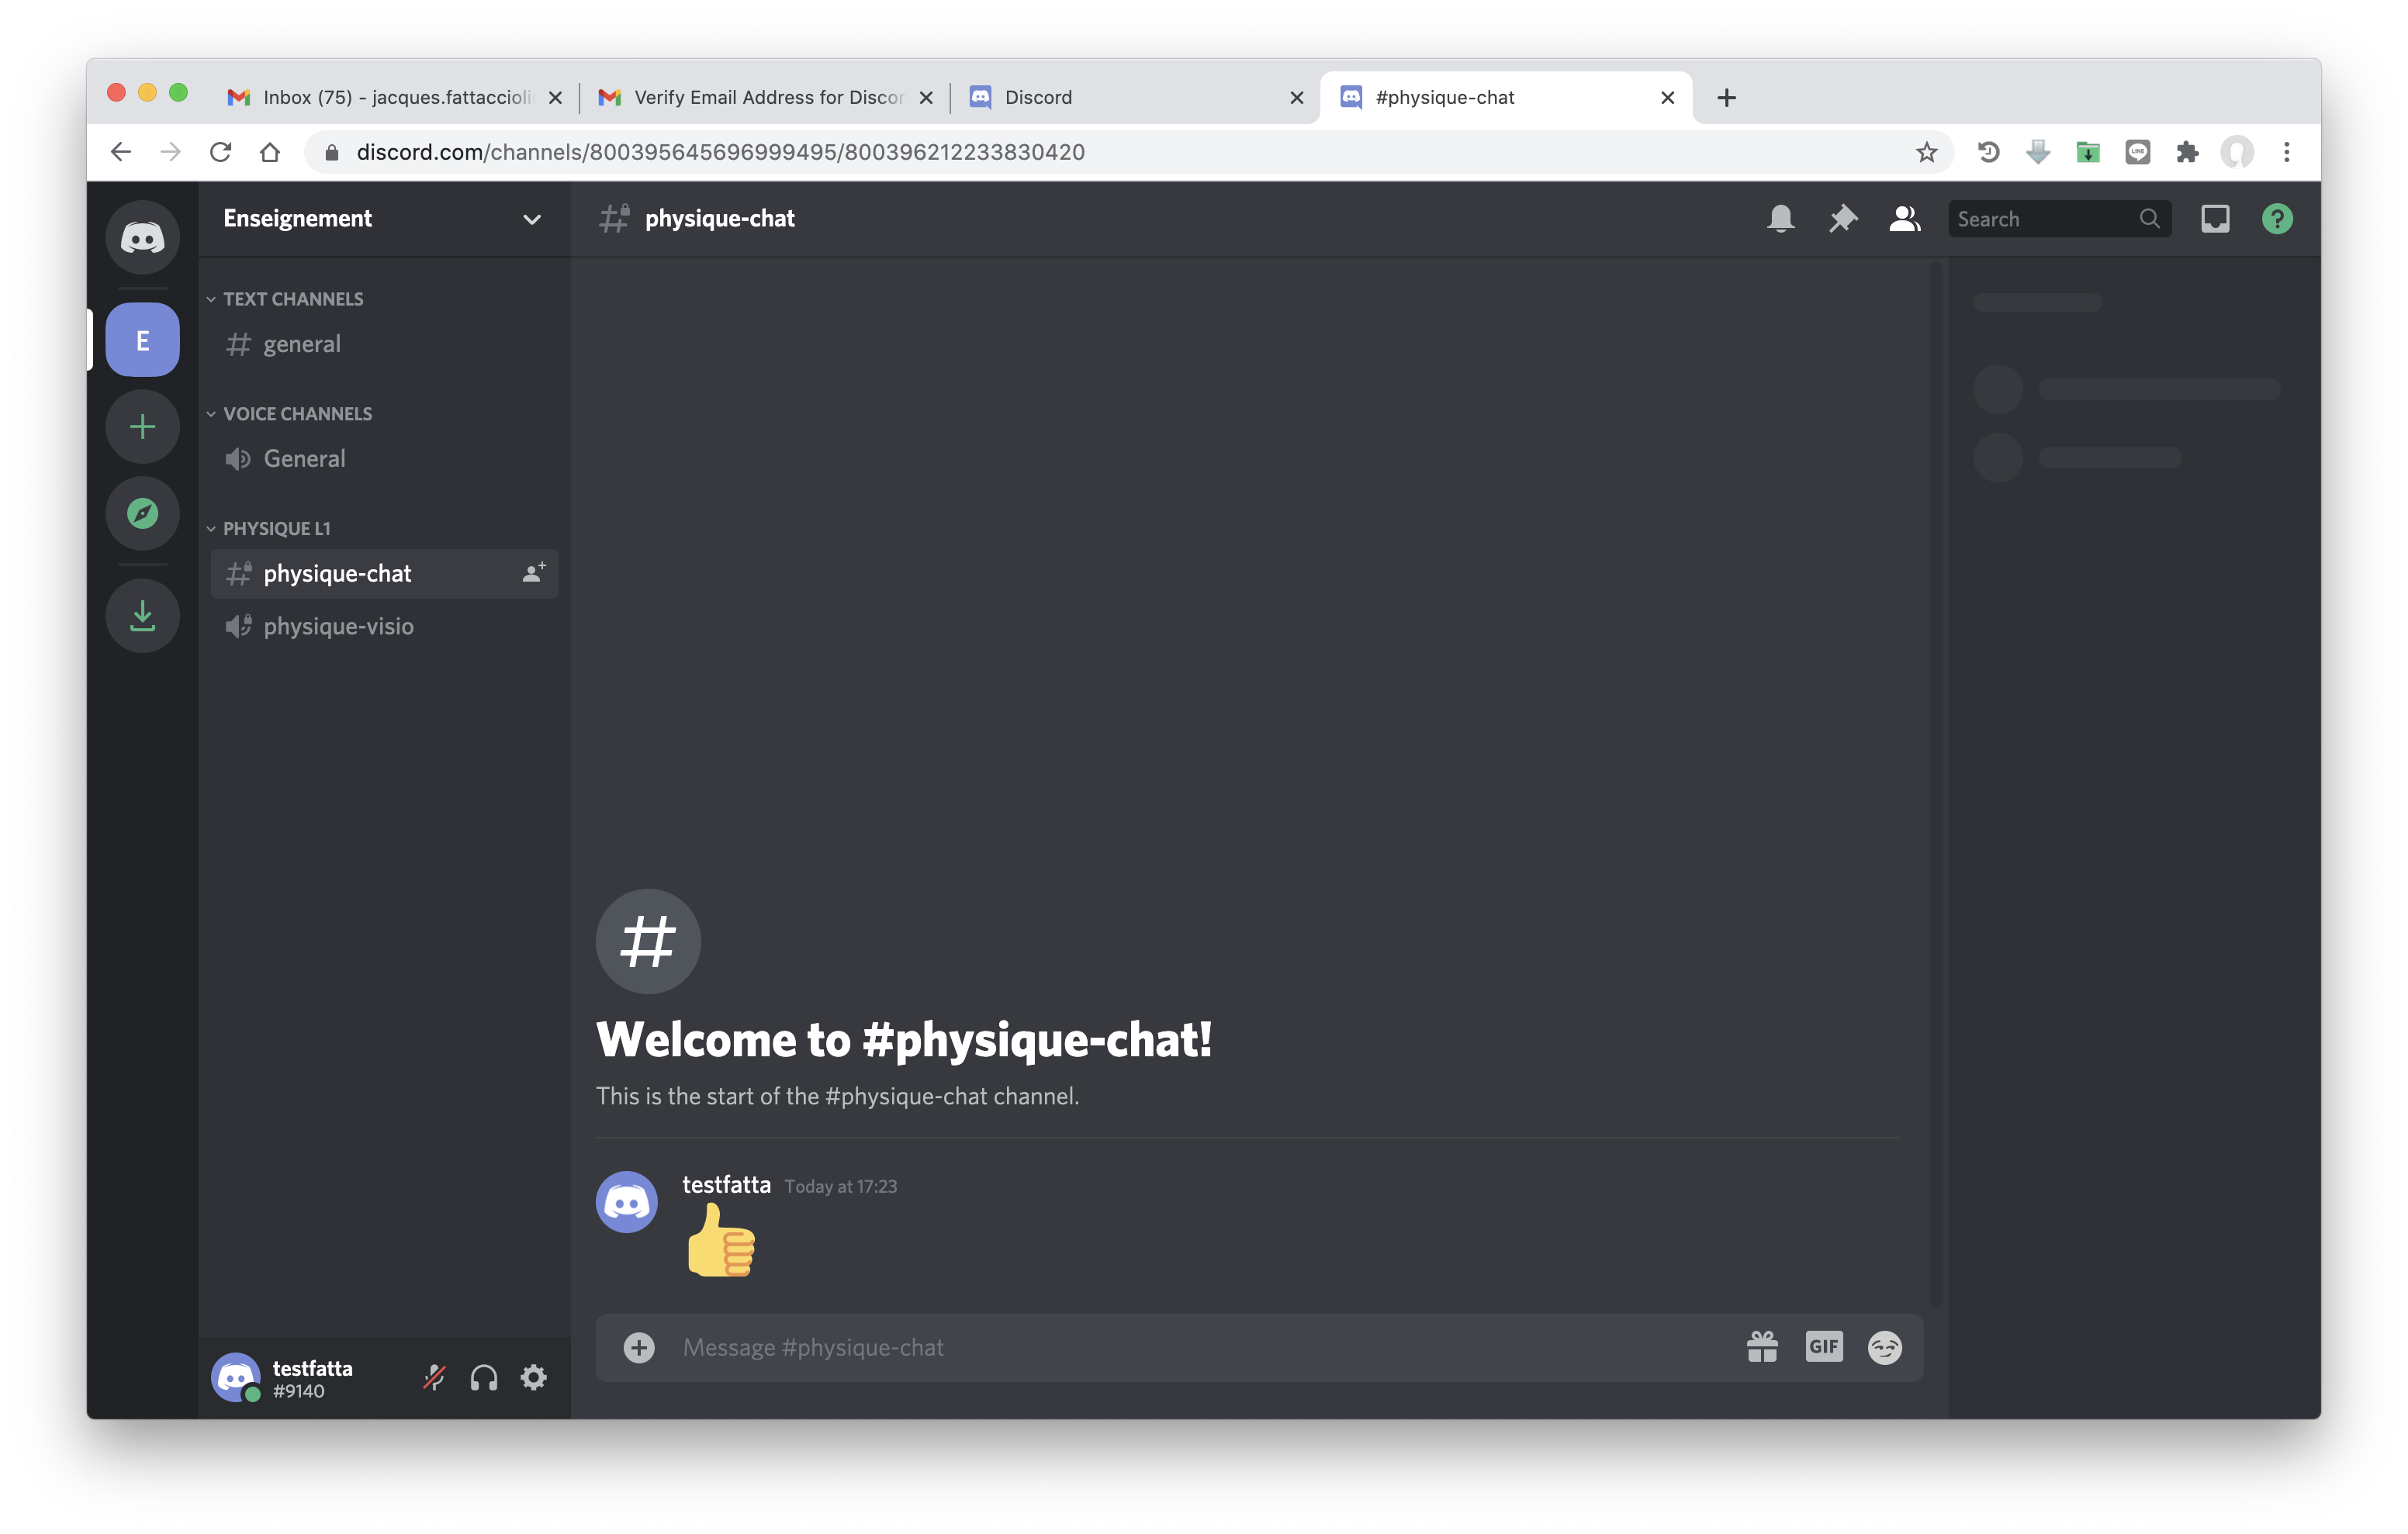 Inbox (75) - jacques.fattaccioli
Verify Email Address for Discor
Discord
#physique-chat
discord.com/channels/800395645696999495/800396212233830420
LINE
Enseignement
physique-chat
Search
?
E
TEXT CHANNELS
general
VOICE CHANNELS
General
PHYSIQUE L1
physique-chat
physique-visio
#
Welcome to #physique-chat!
This is the start of the #physique-chat channel.
testfatta Today at 17:23
Message #physique-chat
GIF
testfatta
#9140